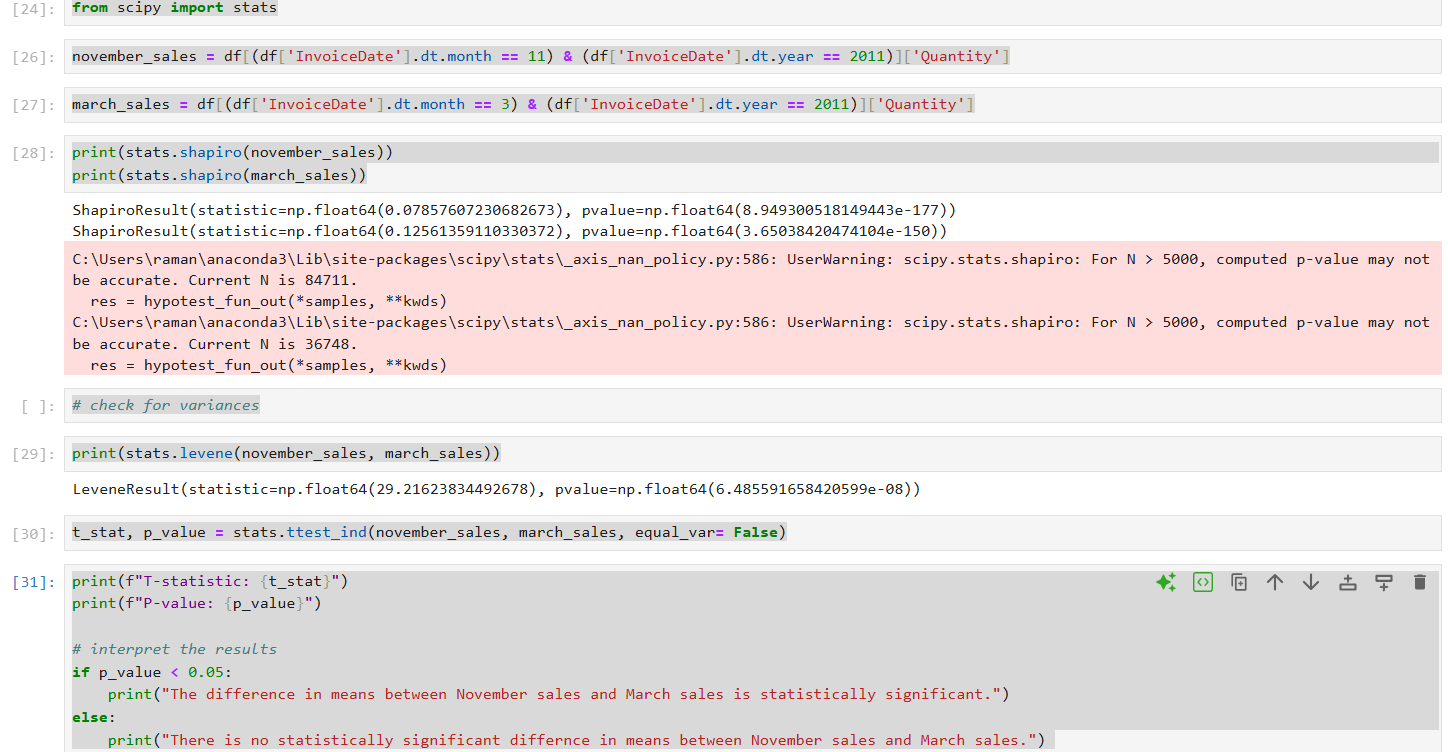 [24]: from scipy import stats
[26]: november_sales = df[(df['InvoiceDate'].dt.month == 11) & (df['InvoiceDate'].dt.year == 2011)]['Quantity']
[27]: march_sales = df[(df['InvoiceDate'].dt.month == 3) & (df['InvoiceDate'].dt.year == 2011)]['Quantity']
[28]: print(stats.shapiro(november_sales))
print(stats.shapiro(march_sales))
ShapiroResult(statistic=np.float64(0.07857607230682673), pvalue=np.float64(8.949300518149443e-177))
ShapiroResult(statistic=np.float64(0.12561359110330372), pvalue=np.float64(3.65038420474104e-150))
C:\Users\raman\anaconda3\Lib\site-packages\scipy\stats\_axis_nan_policy.py:586: UserWarning: scipy.stats.shapiro: For N > 5000, computed p-value may not
be accurate. Current N is 84711.
  res = hypotest_fun_out(*samples, **kwds)
C:\Users\raman\anaconda3\Lib\site-packages\scipy\stats\_axis_nan_policy.py:586: UserWarning: scipy.stats.shapiro: For N > 5000, computed p-value may not
be accurate. Current N is 36748.
  res = hypotest_fun_out(*samples, **kwds)
[ ]: # check for variances
[29]: print(stats.levene(november_sales, march_sales))
LeveneResult(statistic=np.float64(29.21623834492678), pvalue=np.float64(6.485591658420599e-08))
[30]: t_stat, p_value = stats.ttest_ind(november_sales, march_sales, equal_var= False)
[31]: print(f"T-statistic: {t_stat}")
print(f"P-value: {p_value}")
# interpret the results
if p_value < 0.05:
    print("The difference in means between November sales and March sales is statistically significant.")
else:
    print("There is no statistically significant differnce in means between November sales and March sales.")